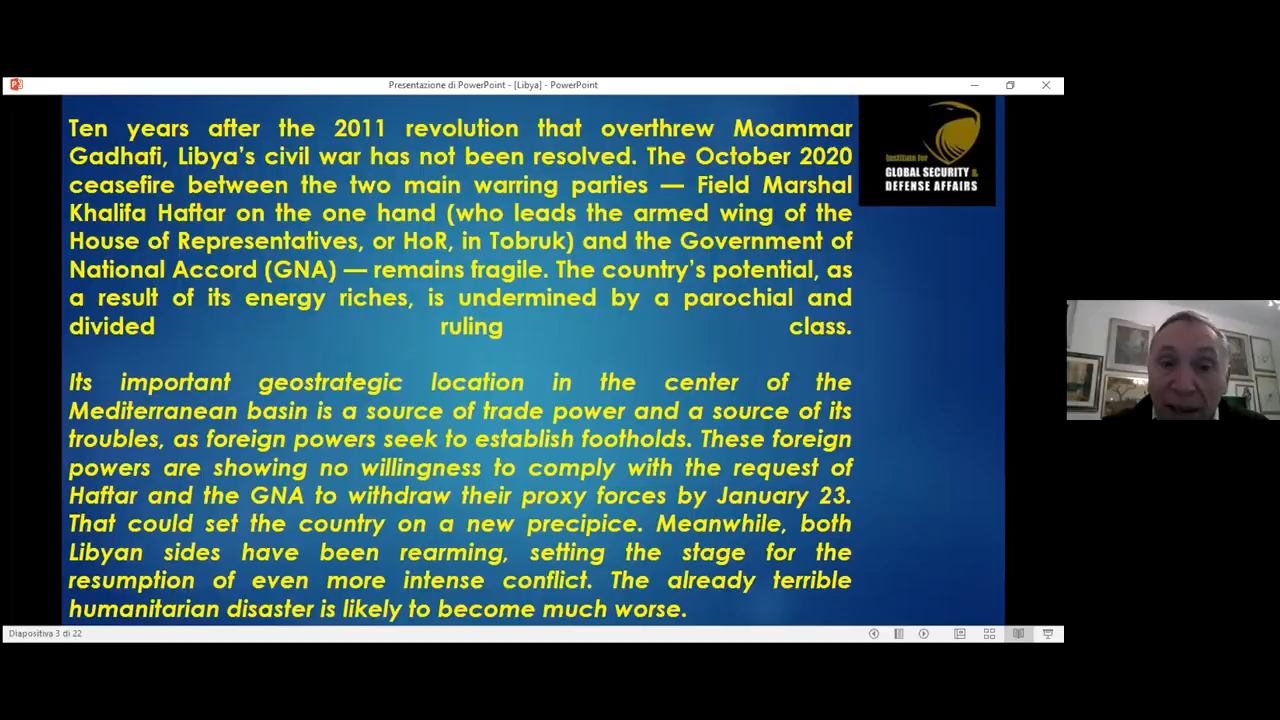 Presentazione di PowerPoint - [Libya] - PowerPoint
Ten years after the 2011 revolution that overthrew Moammar
Gadhafi, Libya's civil war has not been resolved. The October 2020
ceasefire between the two main warring parties — Field Marshal
Khalifa Haftar on the one hand (who leads the armed wing of the
House of Representatives, or HoR, in Tobruk) and the Government of
National Accord (GNA) — remains fragile. The country's potential, as
a result of its energy riches, is undermined by a parochial and
divided ruling class.
Its important geostrategic location in the center of the
Mediterranean basin is a source of trade power and a source of its
troubles, as foreign powers seek to establish footholds. These foreign
powers are showing no willingness to comply with the request of
Haftar and the GNA to withdraw their proxy forces by January 23.
That could set the country on a new precipice. Meanwhile, both
Libyan sides have been rearming, setting the stage for the
resumption of even more intense conflict. The already terrible
humanitarian disaster is likely to become much worse.
Institute for
GLOBAL SECURITY &
DEFENSE AFFAIRS
Diapositiva 3 di 22